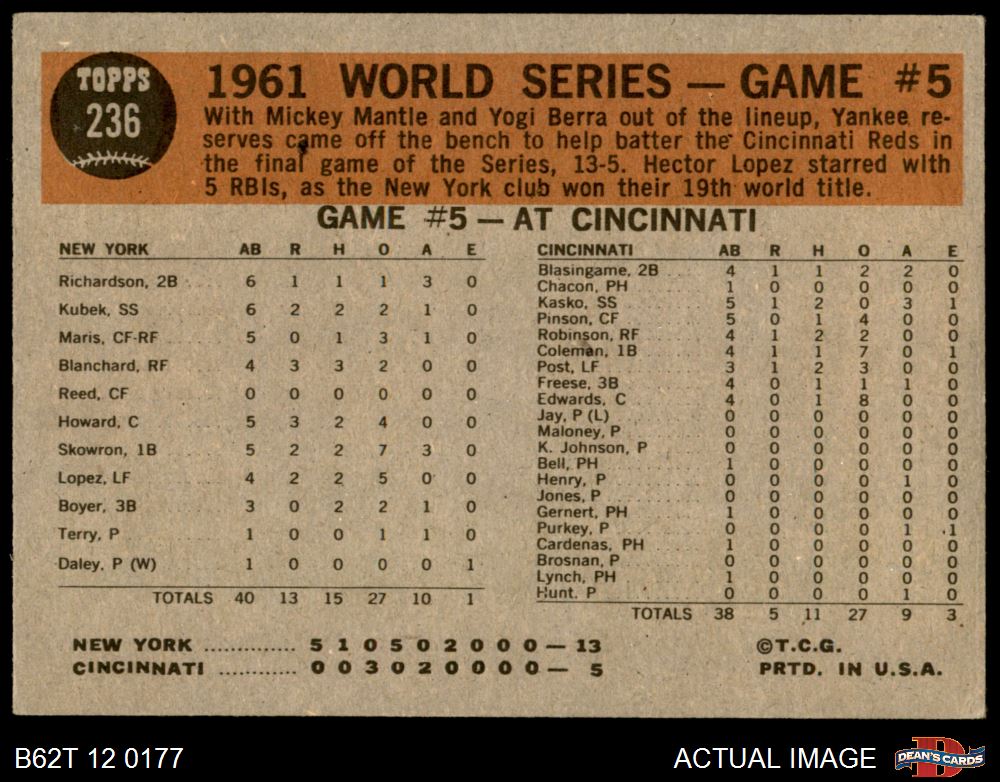 TOPPS
236
1961 WORLD SERIES — GAME #5
With Mickey Mantle and Yogi Berra out of the lineup, Yankee re-
serves came off the bench to help batter the Cincinnati Reds in
the final game of the Series, 13-5. Hector Lopez starred with
5 RBIs, as the New York club won their 19th world title.
GAME #5 — AT CINCINNATI
NEW YORK AB R H O A E
Richardson, 2B 6 1 1 1 3 0
Kubek, SS 6 2 2 2 1 0
Maris, CF-RF 5 0 1 3 1 0
Blanchard, RF 4 3 3 2 0 0
Reed, CF 0 0 0 0 0 0
Howard, C 5 3 2 4 0 0
Skowron, 1B 5 2 2 7 3 0
Lopez, LF 4 2 2 5 0 0
Boyer, 3B 3 0 2 2 1 0
Terry, P 1 0 0 1 1 0
Daley, P (W) 1 0 0 0 0 1
TOTALS 40 13 15 27 10 1
CINCINNATI AB R H O A E
Blasingame, 2B 4 1 1 2 2 0
Chacon, PH 1 0 0 0 0 0
Kasko, SS 5 1 2 0 3 1
Pinson, CF 5 0 1 4 0 0
Robinson, RF 4 1 2 2 0 0
Coleman, 1B 4 1 1 7 0 1
Post, LF 3 1 2 3 0 0
Freese, 3B 4 0 1 1 1 0
Edwards, C 4 0 1 8 0 0
Jay, P (L) 0 0 0 0 0 0
Maloney, P 0 0 0 0 0 0
K. Johnson, P 0 0 0 0 0 0
Bell, PH 1 0 0 0 0 0
Henry, P 0 0 0 0 1 0
Jones, P 0 0 0 0 0 0
Gernert, PH 1 0 0 0 0 0
Purkey, P 0 0 0 0 1 1
Cardenas, PH 1 0 0 0 0 0
Brosnan, P 0 0 0 0 0 0
Lynch, PH 1 0 0 0 0 0
Hunt. P 0 0 0 0 1 0
TOTALS 38 5 11 27 9 3
NEW YORK .............. 5 1 0 5 0 2 0 0 0 — 13
CINCINNATI ............ 0 0 3 0 2 0 0 0 0 — 5
©T.C.G.
PRTD. IN U.S.A.
B62T 12 0177
ACTUAL IMAGE
D
DEAN'S CARDS